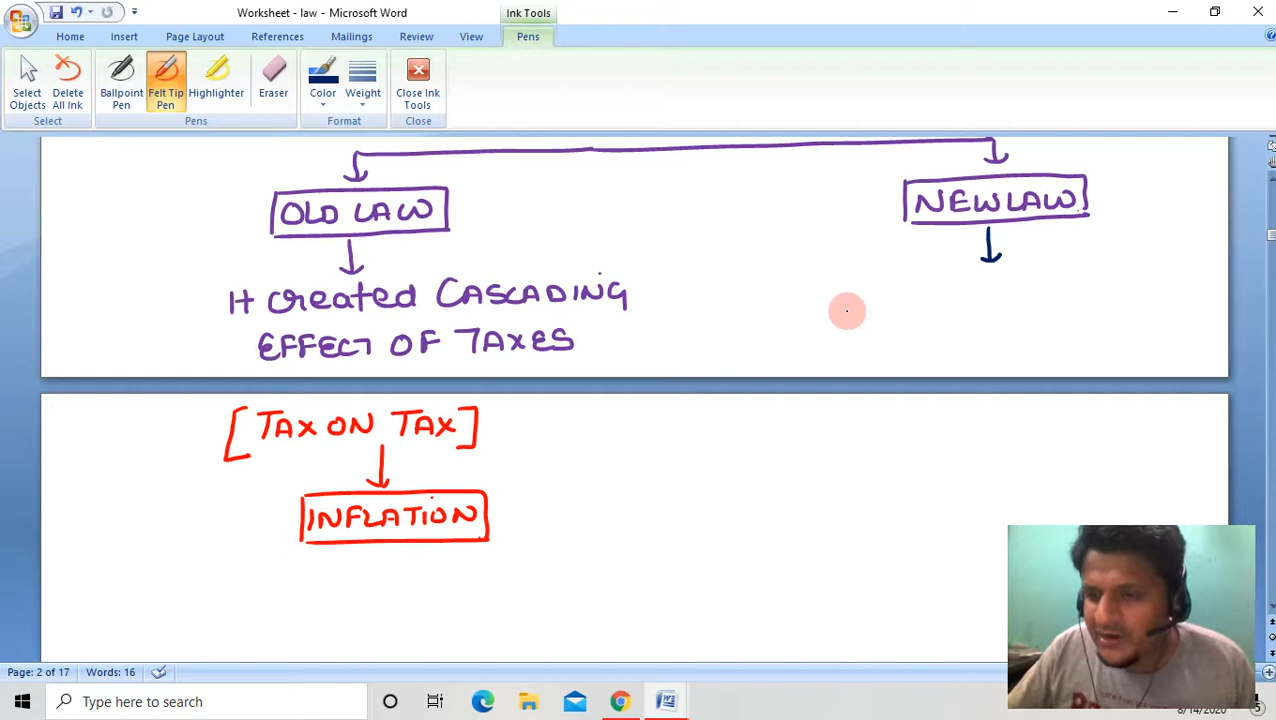 Worksheet - law - Microsoft Word
Ink Tools
Home Insert Page Layout References Mailings Review View Pens
Select Objects
Delete All Ink
Ballpoint Pen
Felt Tip Pen
Highlighter
Eraser
Color
Weight
Close Ink Tools
Select Pens Format Close
OLD LAW
NEW LAW
It created CASCADING
EFFECT OF TAXES
[TAX ON TAX]
INFLATION
Page: 2 of 17 Words: 16
Type here to search
8/14/2020